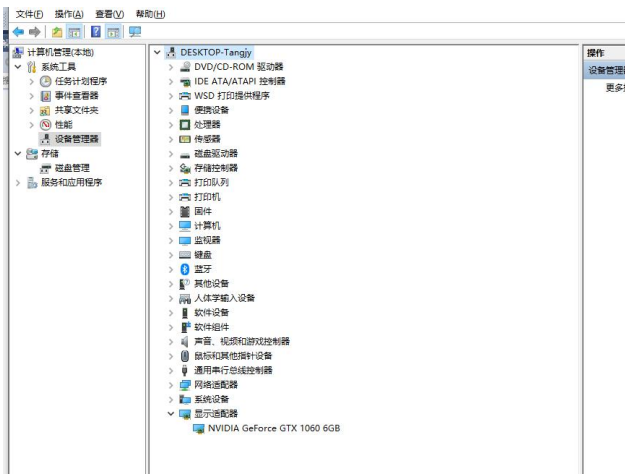 文件(F) 操作(A) 查看(V) 帮助(H)
计算机管理(本地)
系统工具
任务计划程序
事件查看器
共享文件夹
性能
设备管理器
存储
磁盘管理
服务和应用程序
DESKTOP-Tangjy
DVD/CD-ROM 驱动器
IDE ATA/ATAPI 控制器
WSD 打印提供程序
便携设备
处理器
传感器
磁盘驱动器
存储控制器
打印队列
打印机
固件
计算机
监视器
键盘
蓝牙
其他设备
人体学输入设备
软件设备
软件组件
声音、视频和游戏控制器
鼠标和其他指针设备
通用串行总线控制器
网络适配器
系统设备
显示适配器
NVIDIA GeForce GTX 1060 6GB
操作
设备管理
更多